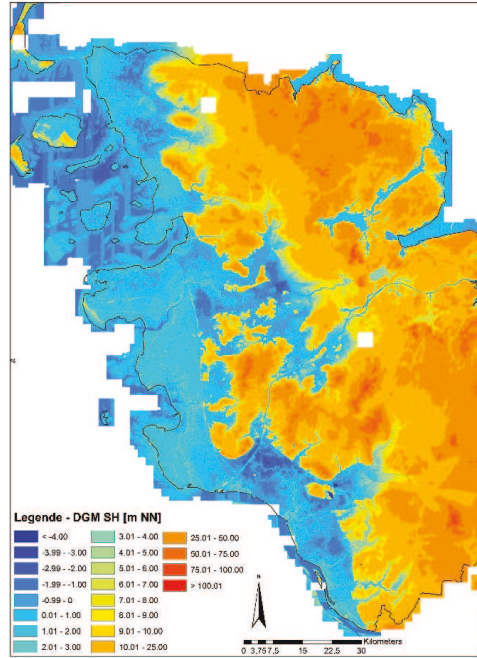 Legende - DGM SH [m NN]
< -4.00
-3.99 - -3.00
-2.99 - -2.00
-1.99 - -1.00
-0.99 - 0
0.01 - 1.00
1.01 - 2.00
2.01 - 3.00
3.01 - 4.00
4.01 - 5.00
5.01 - 6.00
6.01 - 7.00
7.01 - 8.00
8.01 - 9.00
9.01 - 10.00
10.01 - 25.00
25.01 - 50.00
50.01 - 75.00
75.01 - 100.00
> 100.01
N
Kilometers
0 3.75 7.5 15 22.5 30